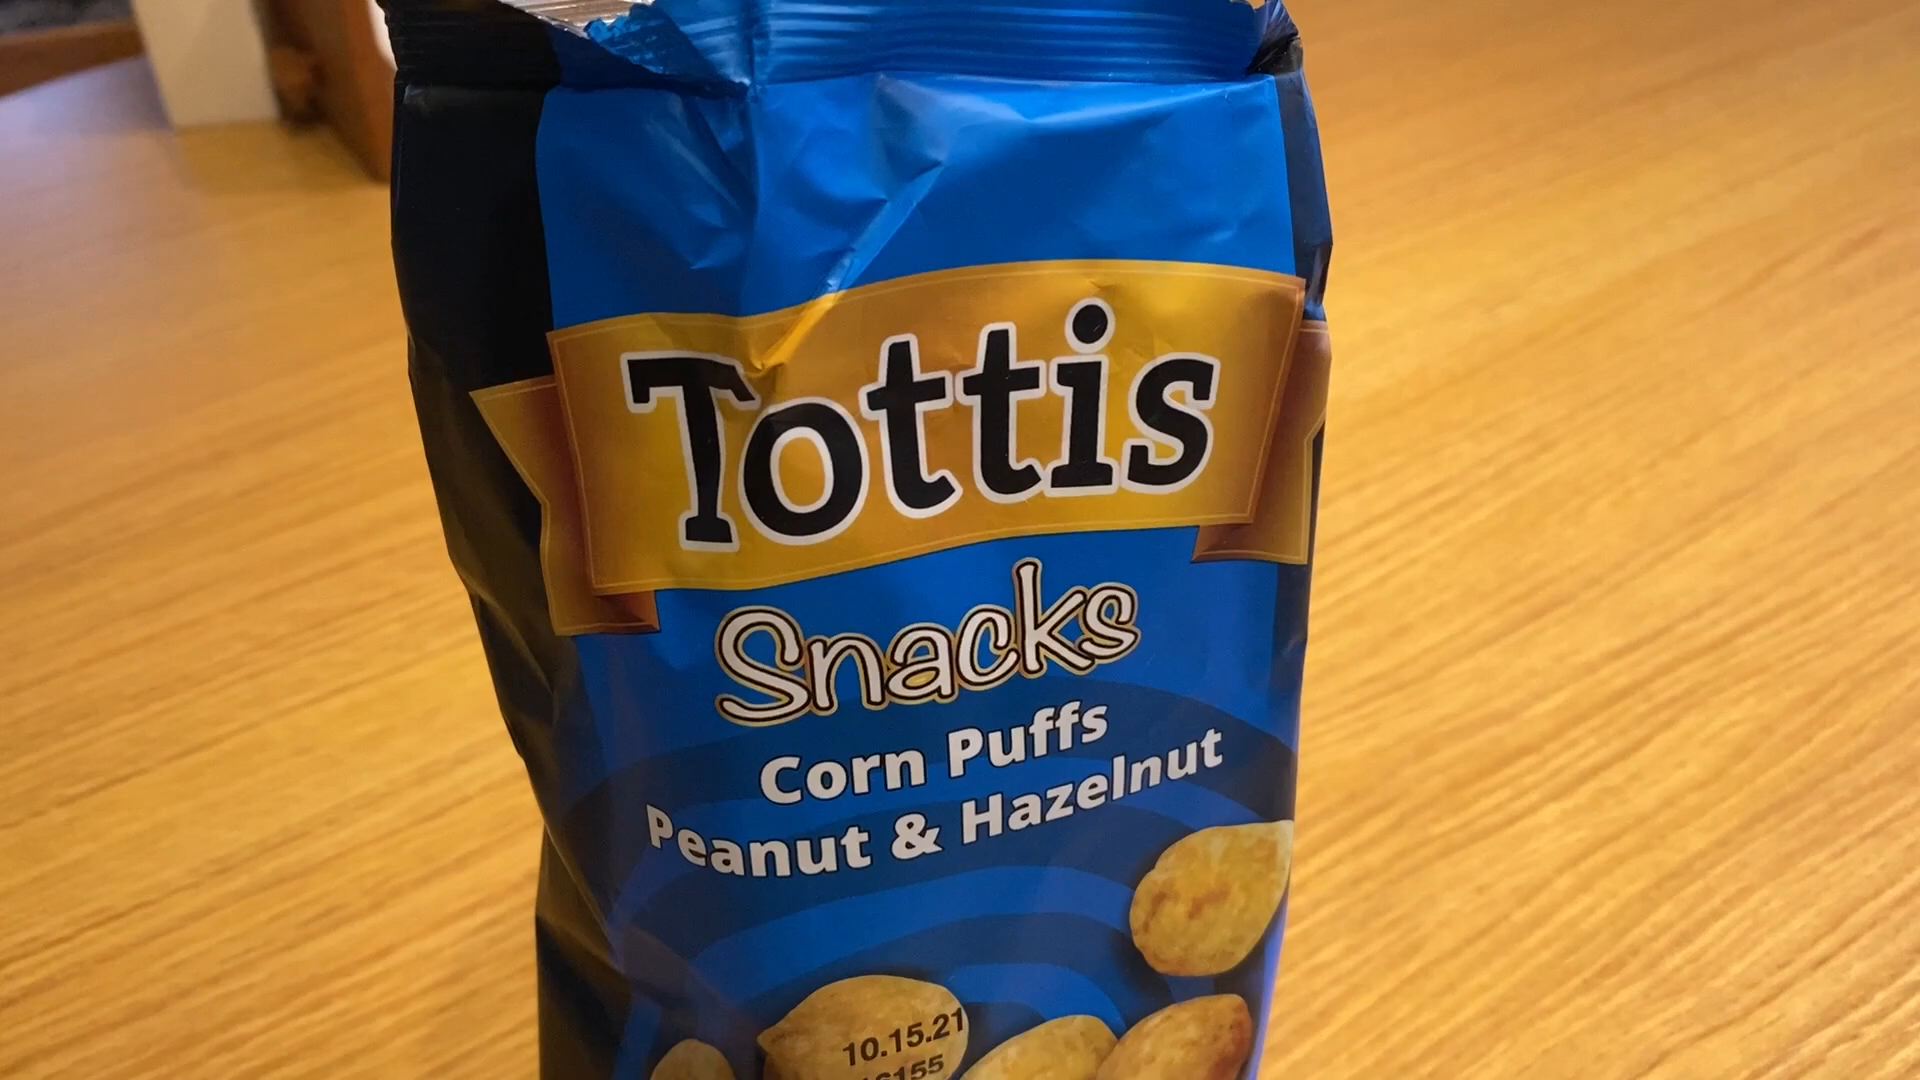 Tottis
Snacks
Corn Puffs
Peanut & Hazelnut
10.15.21